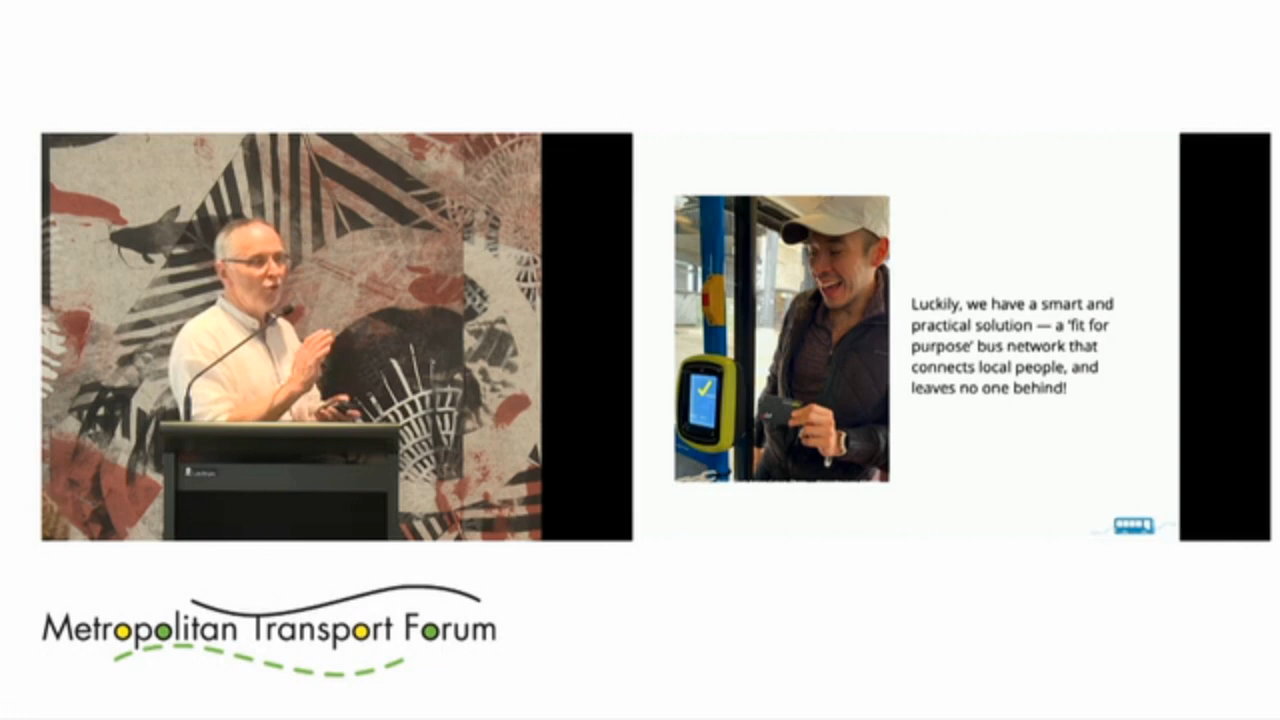 Luckily, we have a smart and
practical solution — a 'fit for
purpose' bus network that
connects local people, and
leaves no one behind!
Metropolitan Transport Forum